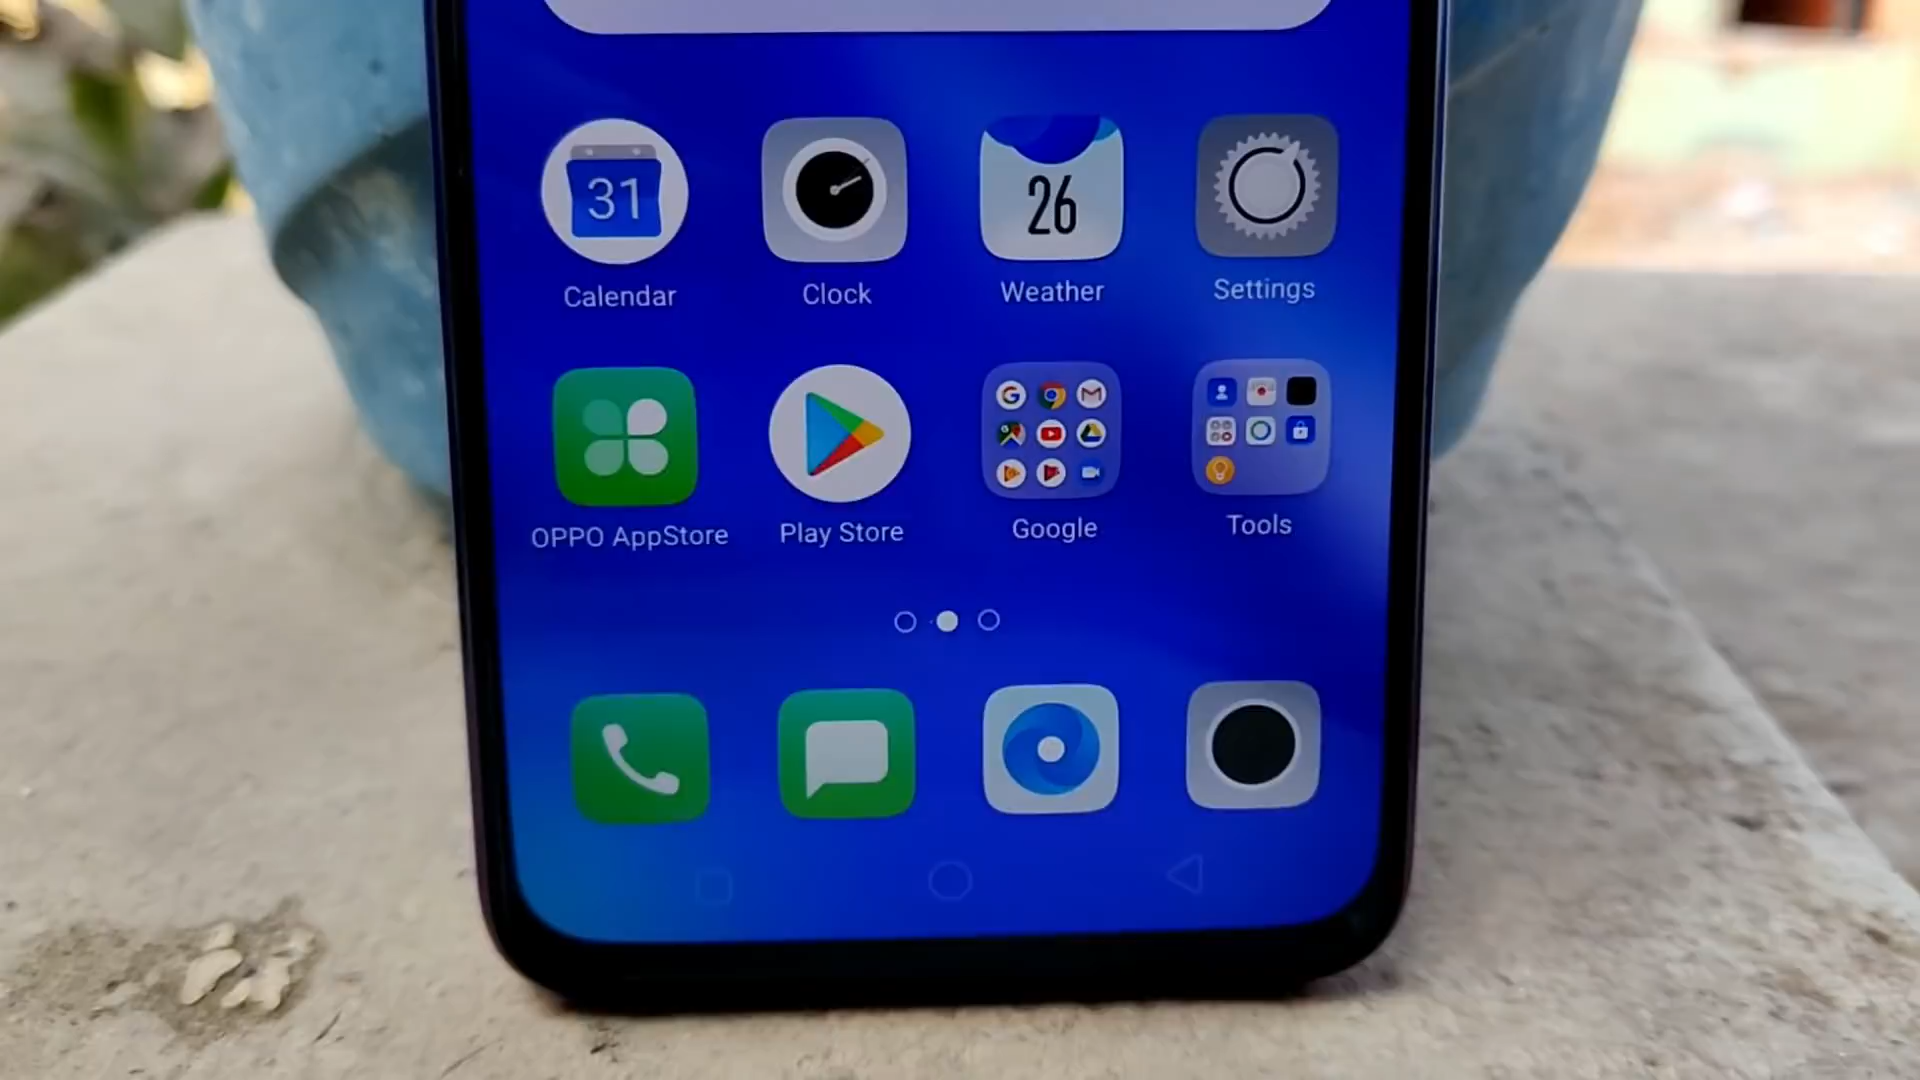 31
26
Calendar
Clock
Weather
Settings
OPPO AppStore
Play Store
Google
Tools